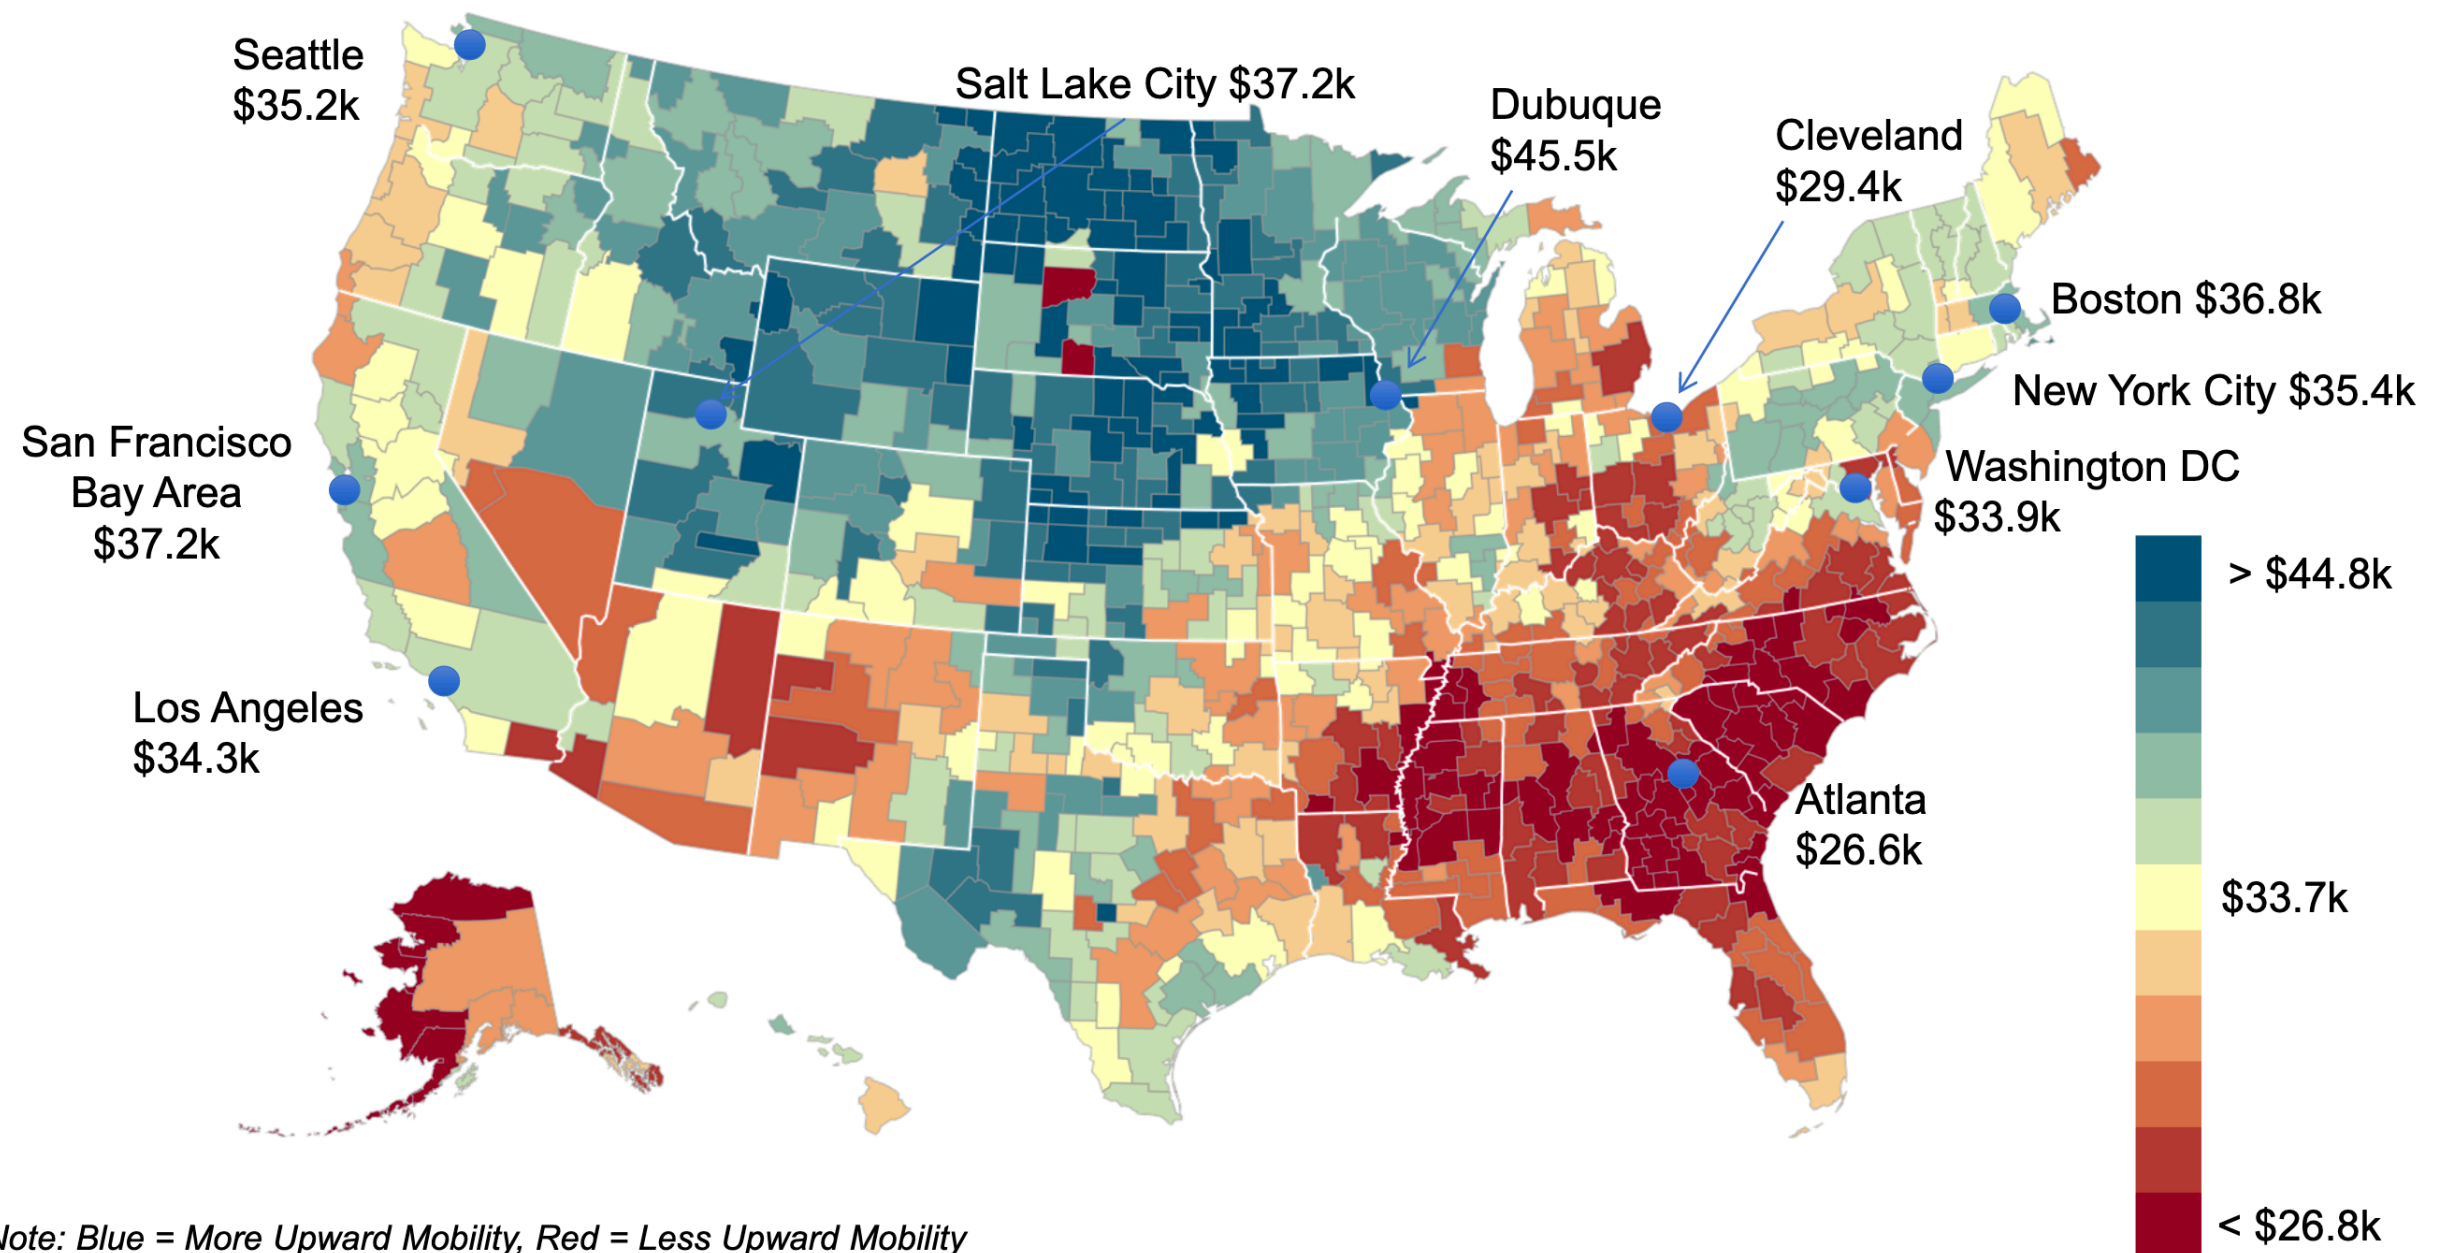 Seattle
$35.2k
Salt Lake City $37.2k
Dubuque
$45.5k
Cleveland
$29.4k
Boston $36.8k
New York City $35.4k
Washington DC
$33.9k
San Francisco
Bay Area
$37.2k
Los Angeles
$34.3k
Atlanta
$26.6k
> $44.8k
$33.7k
< $26.8k
Note: Blue = More Upward Mobility, Red = Less Upward Mobility